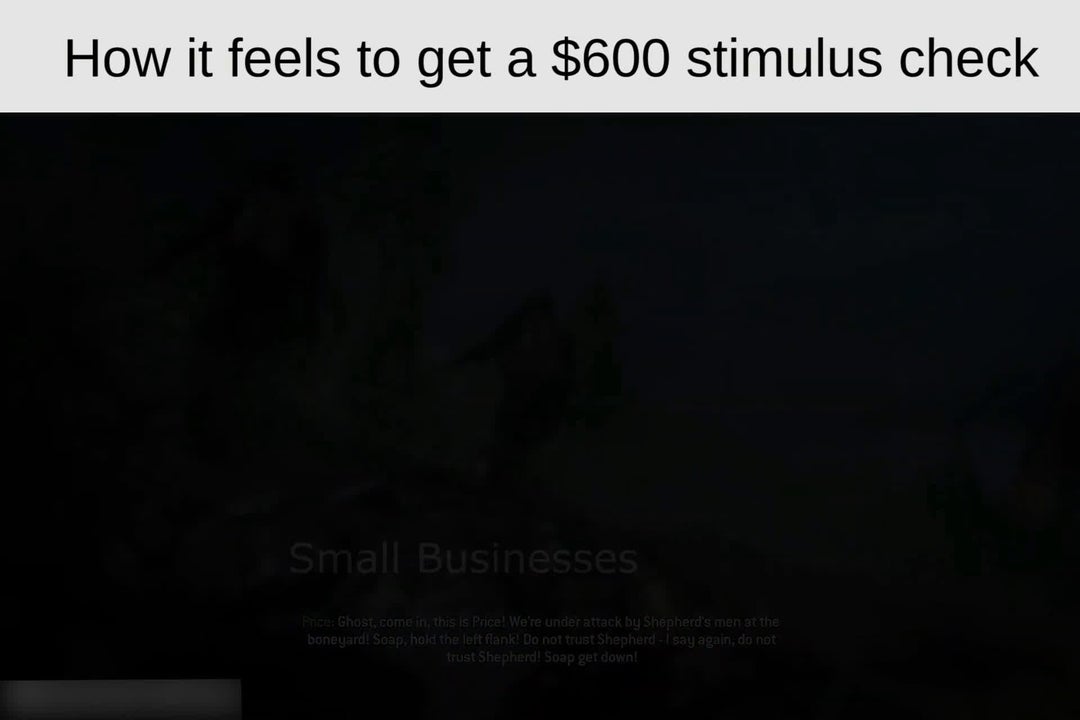 How it feels to get a $600 stimulus check
Small Businesses
Price: Ghost, come in, this is Price! We're under attack by Shepherd's men at the
boneyard! Soap, hold the left flank! Do not trust Shepherd - I say again, do not
trust Shepherd! Soap get down!